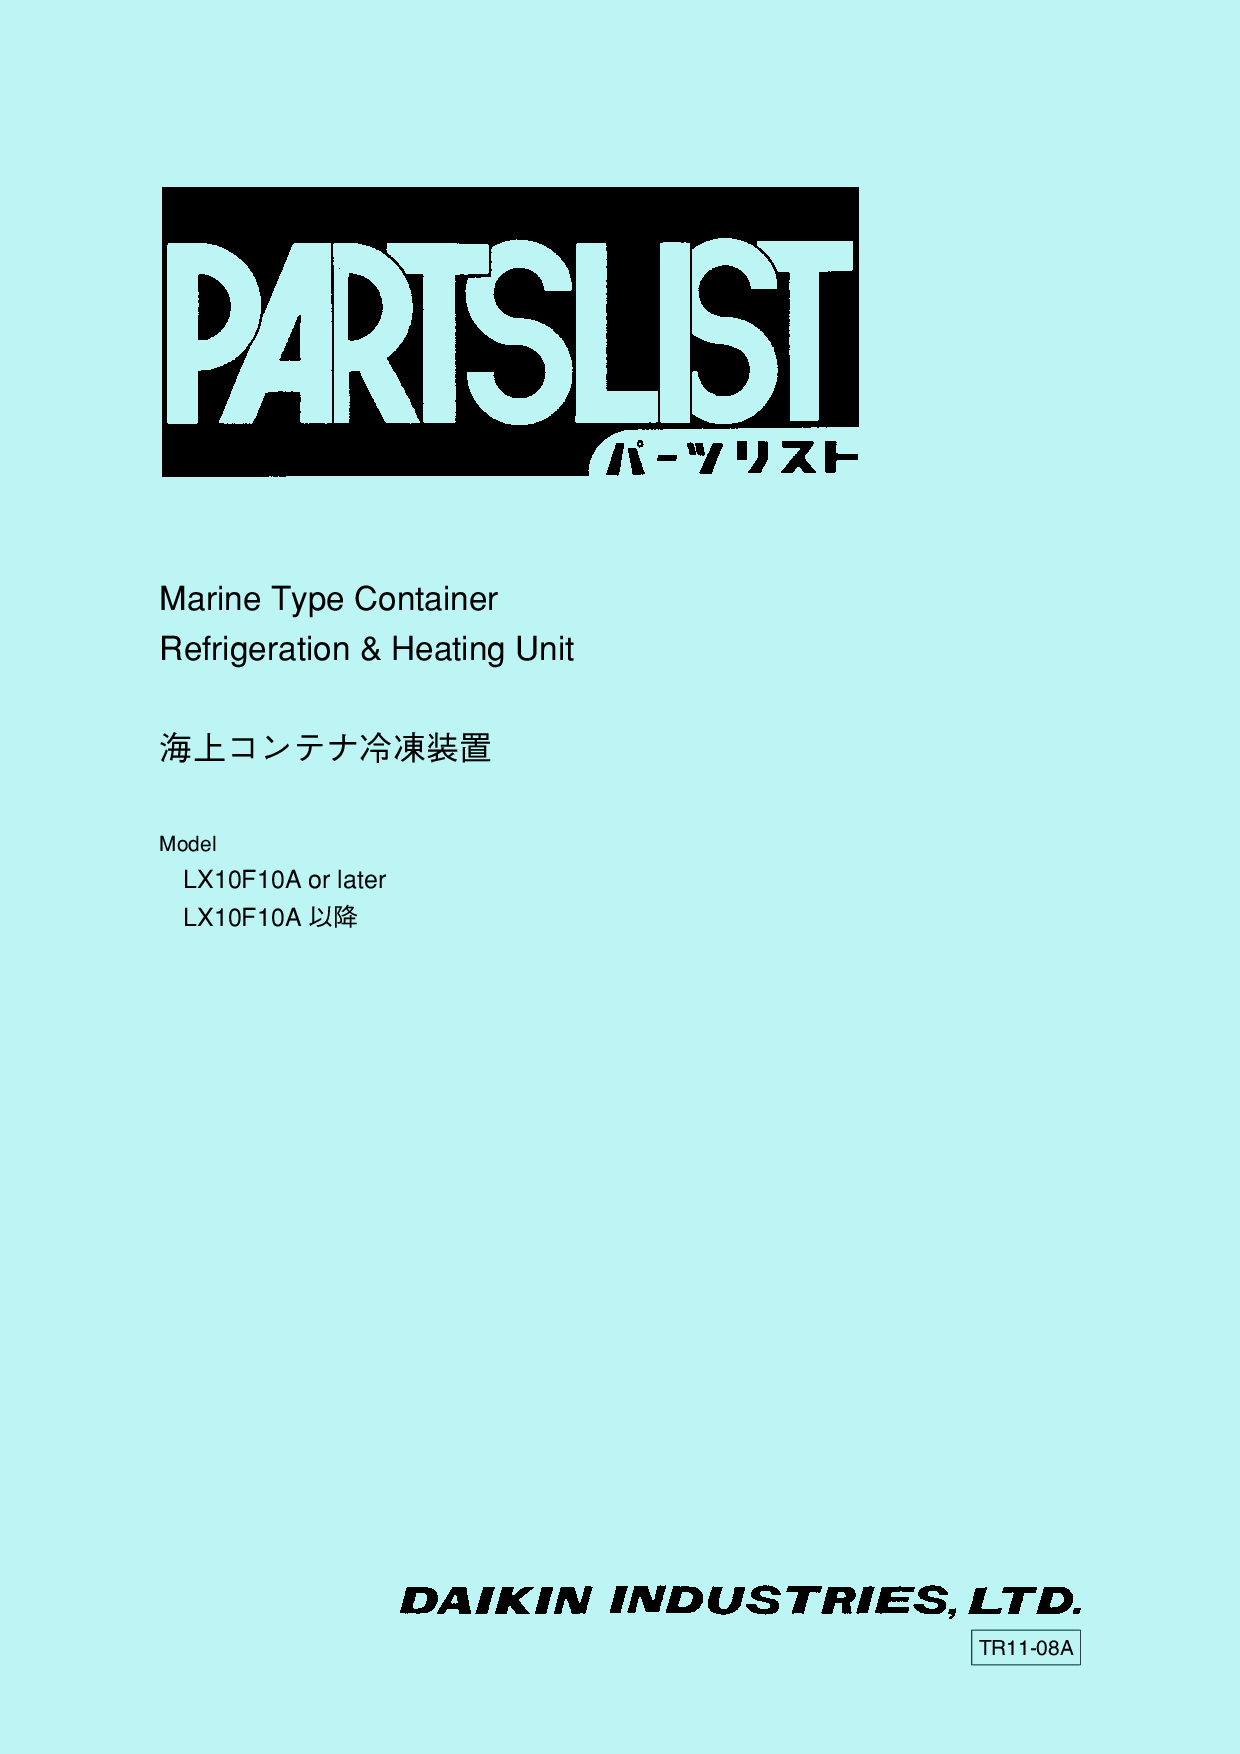 PARTSLIST
パーツリスト
Marine Type Container
Refrigeration & Heating Unit
海上コンテナ冷凍装置
Model
LX10F10A or later
LX10F10A 以降
DAIKIN INDUSTRIES, LTD.
TR11-08A